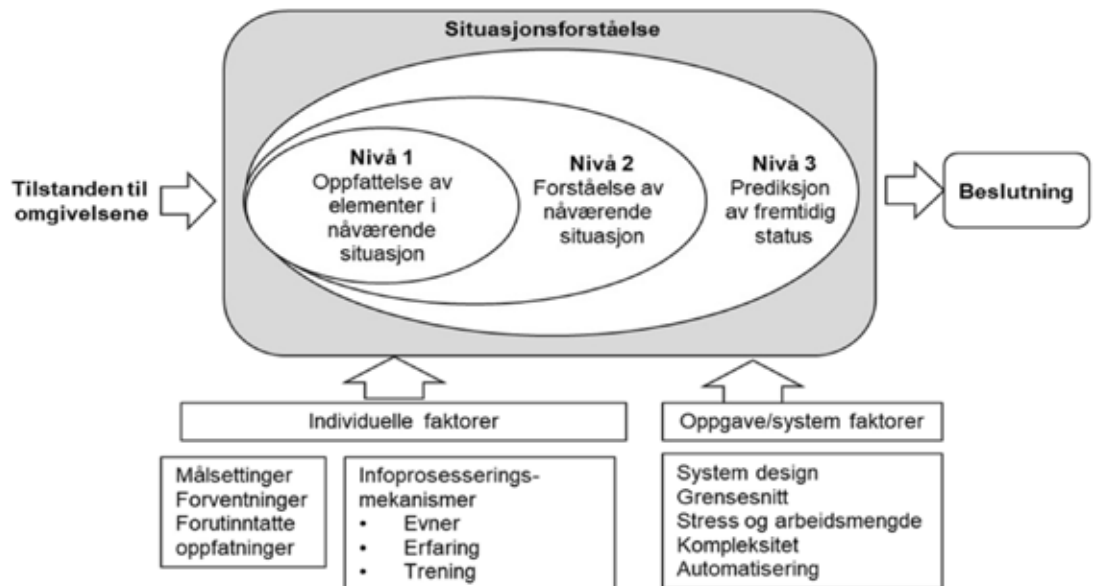 Situasjonsforståelse
Tilstanden til
omgivelsene
Nivå 1
Oppfattelse av
elementer i
nåværende
situasjon
Nivå 2
Forståelse av
nåværende
situasjon
Nivå 3
Prediksjon
av fremtidig
status
Beslutning
Individuelle faktorer
Målsettinger
Forventninger
Forutinntatte
oppfatninger
Infoprosesserings-
mekanismer
• Evner
• Erfaring
• Trening
Oppgave/system faktorer
System design
Grensesnitt
Stress og arbeidsmengde
Kompleksitet
Automatisering